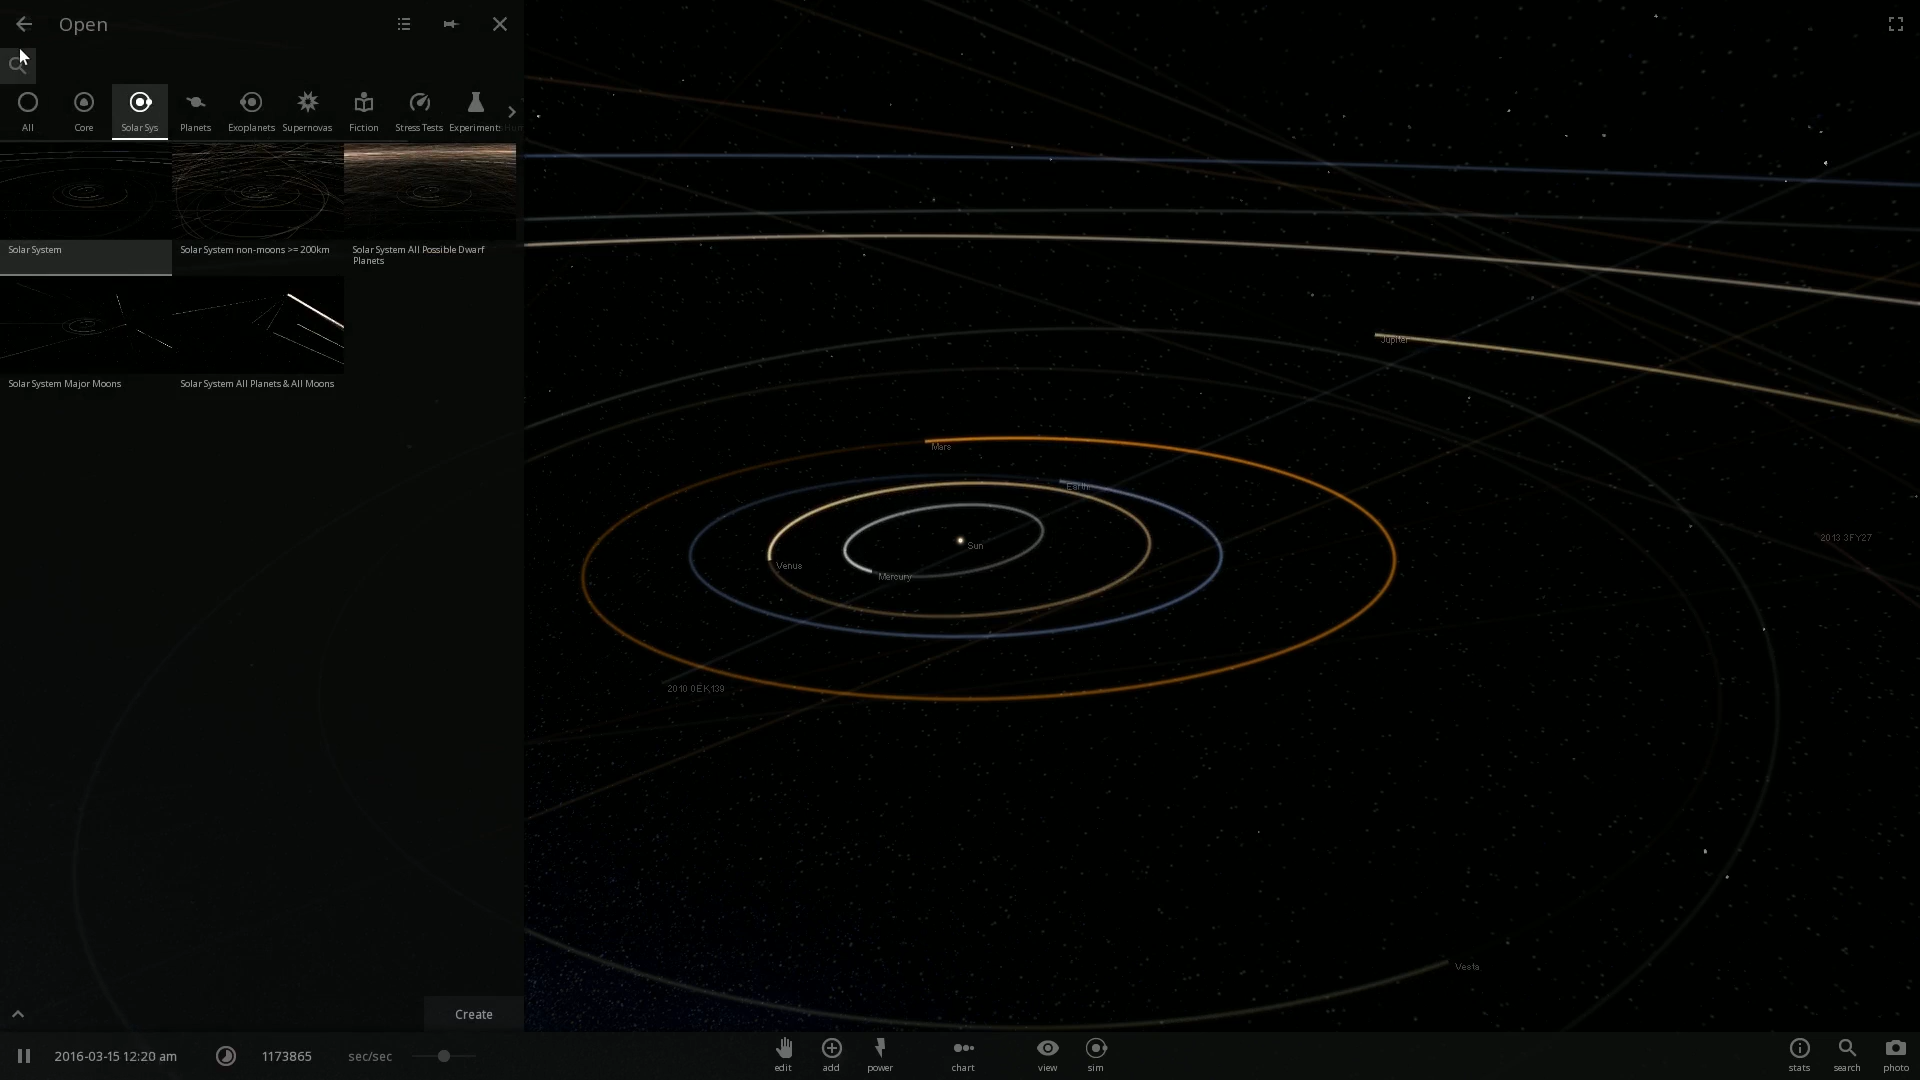 Open
All
Core
Solar Sys
Planets
Exoplanets
Supernovas
Fiction
Stress Tests
Experiments
Solar System
Solar System non-moons >= 200km
Solar System All Possible Dwarf
Planets
Solar System Major Moons
Solar System All Planets & All Moons
Jupiter
Mars
Earth
Sun
2013 3FY27
Venus
Mercury
2010 0EK139
Vesta
Create
2016-03-15 12:20 am
1173865
sec/sec
edit
add
power
chart
view
sim
stats
search
photo